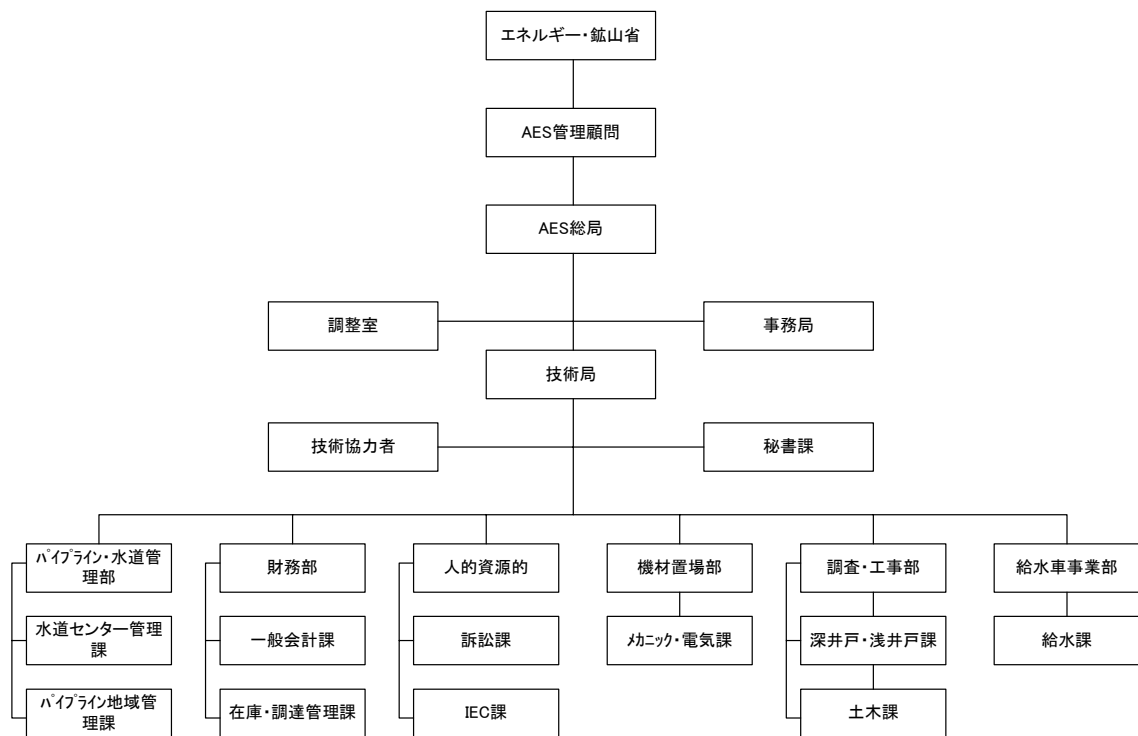 エネルギー・鉱山省
AES管理顧問
AES総局
調整室
事務局
技術局
技術協力者
秘書課
ﾊﾟｲﾌﾟﾗｲﾝ・水道管
理部
財務部
人的資源的
機材置場部
調査・工事部
給水車事業部
水道センター管理
課
一般会計課
訴訟課
ﾒｶﾆｯｸ・電気課
深井戸・浅井戸課
給水課
ﾊﾟｲﾌﾟﾗｲﾝ地域管
理課
在庫・調達管理課
IEC課
土木課